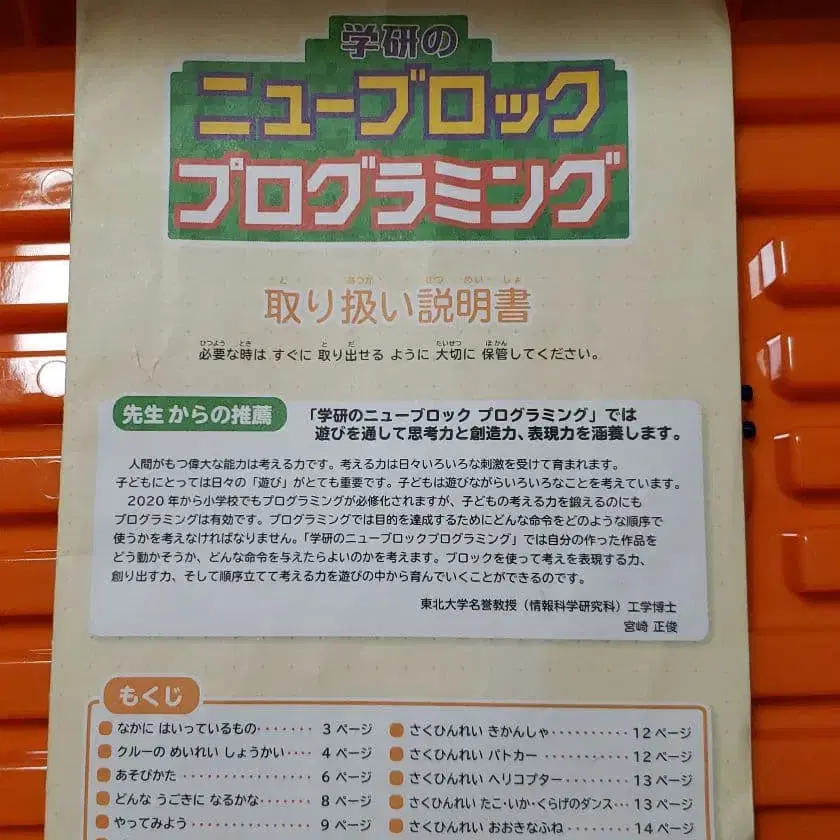 学研の
ニューブロック
プログラミング
取り扱い説明書
必要な時は すぐに 取り出せる ように 大切に 保管してください。
先生 からの推薦
「学研のニューブロック プログラミング」では
遊びを通して思考力と創造力、表現力を涵養します。
人間がもつ偉大な能力は考える力です。考える力は日々いろいろな刺激を受けて育まれます。
子どもにとっては日々の「遊び」がとても重要です。子どもは遊びながらいろいろなことを考えています。
2020年から小学校でもプログラミングが必修化されますが、子どもの考える力を鍛えるのにも
プログラミングは有効です。プログラミングでは目的を達成するためにどんな命令をどのような順序で
使うかを考えなければなりません。「学研のニューブロックプログラミング」では自分の作った作品を
どう動かそうか、どんな命令を与えたらよいのかを考えます。ブロックを使って考えを表現する力、
創り出す力、そして順序立てて考える力を遊びの中から育んでいくことができるのです。
東北大学名誉教授(情報科学研究科)工学博士
宮崎 正俊
もくじ
なかに はいっているもの・・・・・・・ 3 ページ
クルーの めいれい しょうかい・・・・ 4 ページ
あそびかた・・・・・・・・・・・・・・・・ 6 ページ
どんな うごきに なるかな・・・・・・・ 8 ページ
やってみよう・・・・・・・・・・・・・・ 9 ページ
さくひんれい きかんしゃ・・・・・・・・・・12 ページ
さくひんれい パトカー・・・・・・・・・・・・12 ページ
さくひんれい ヘリコプター・・・・・・・・・13 ページ
さくひんれい たこ・いか・くらげのダンス・・・13 ページ
さくひんれい おおきなふね・・・・・・・・・14 ページ